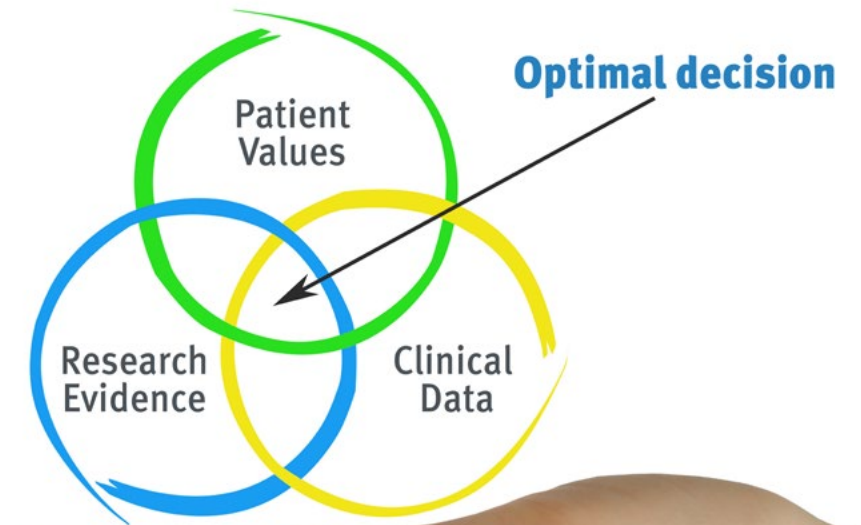 Optimal decision
Patient
Values
Research
Evidence
Clinical
Data